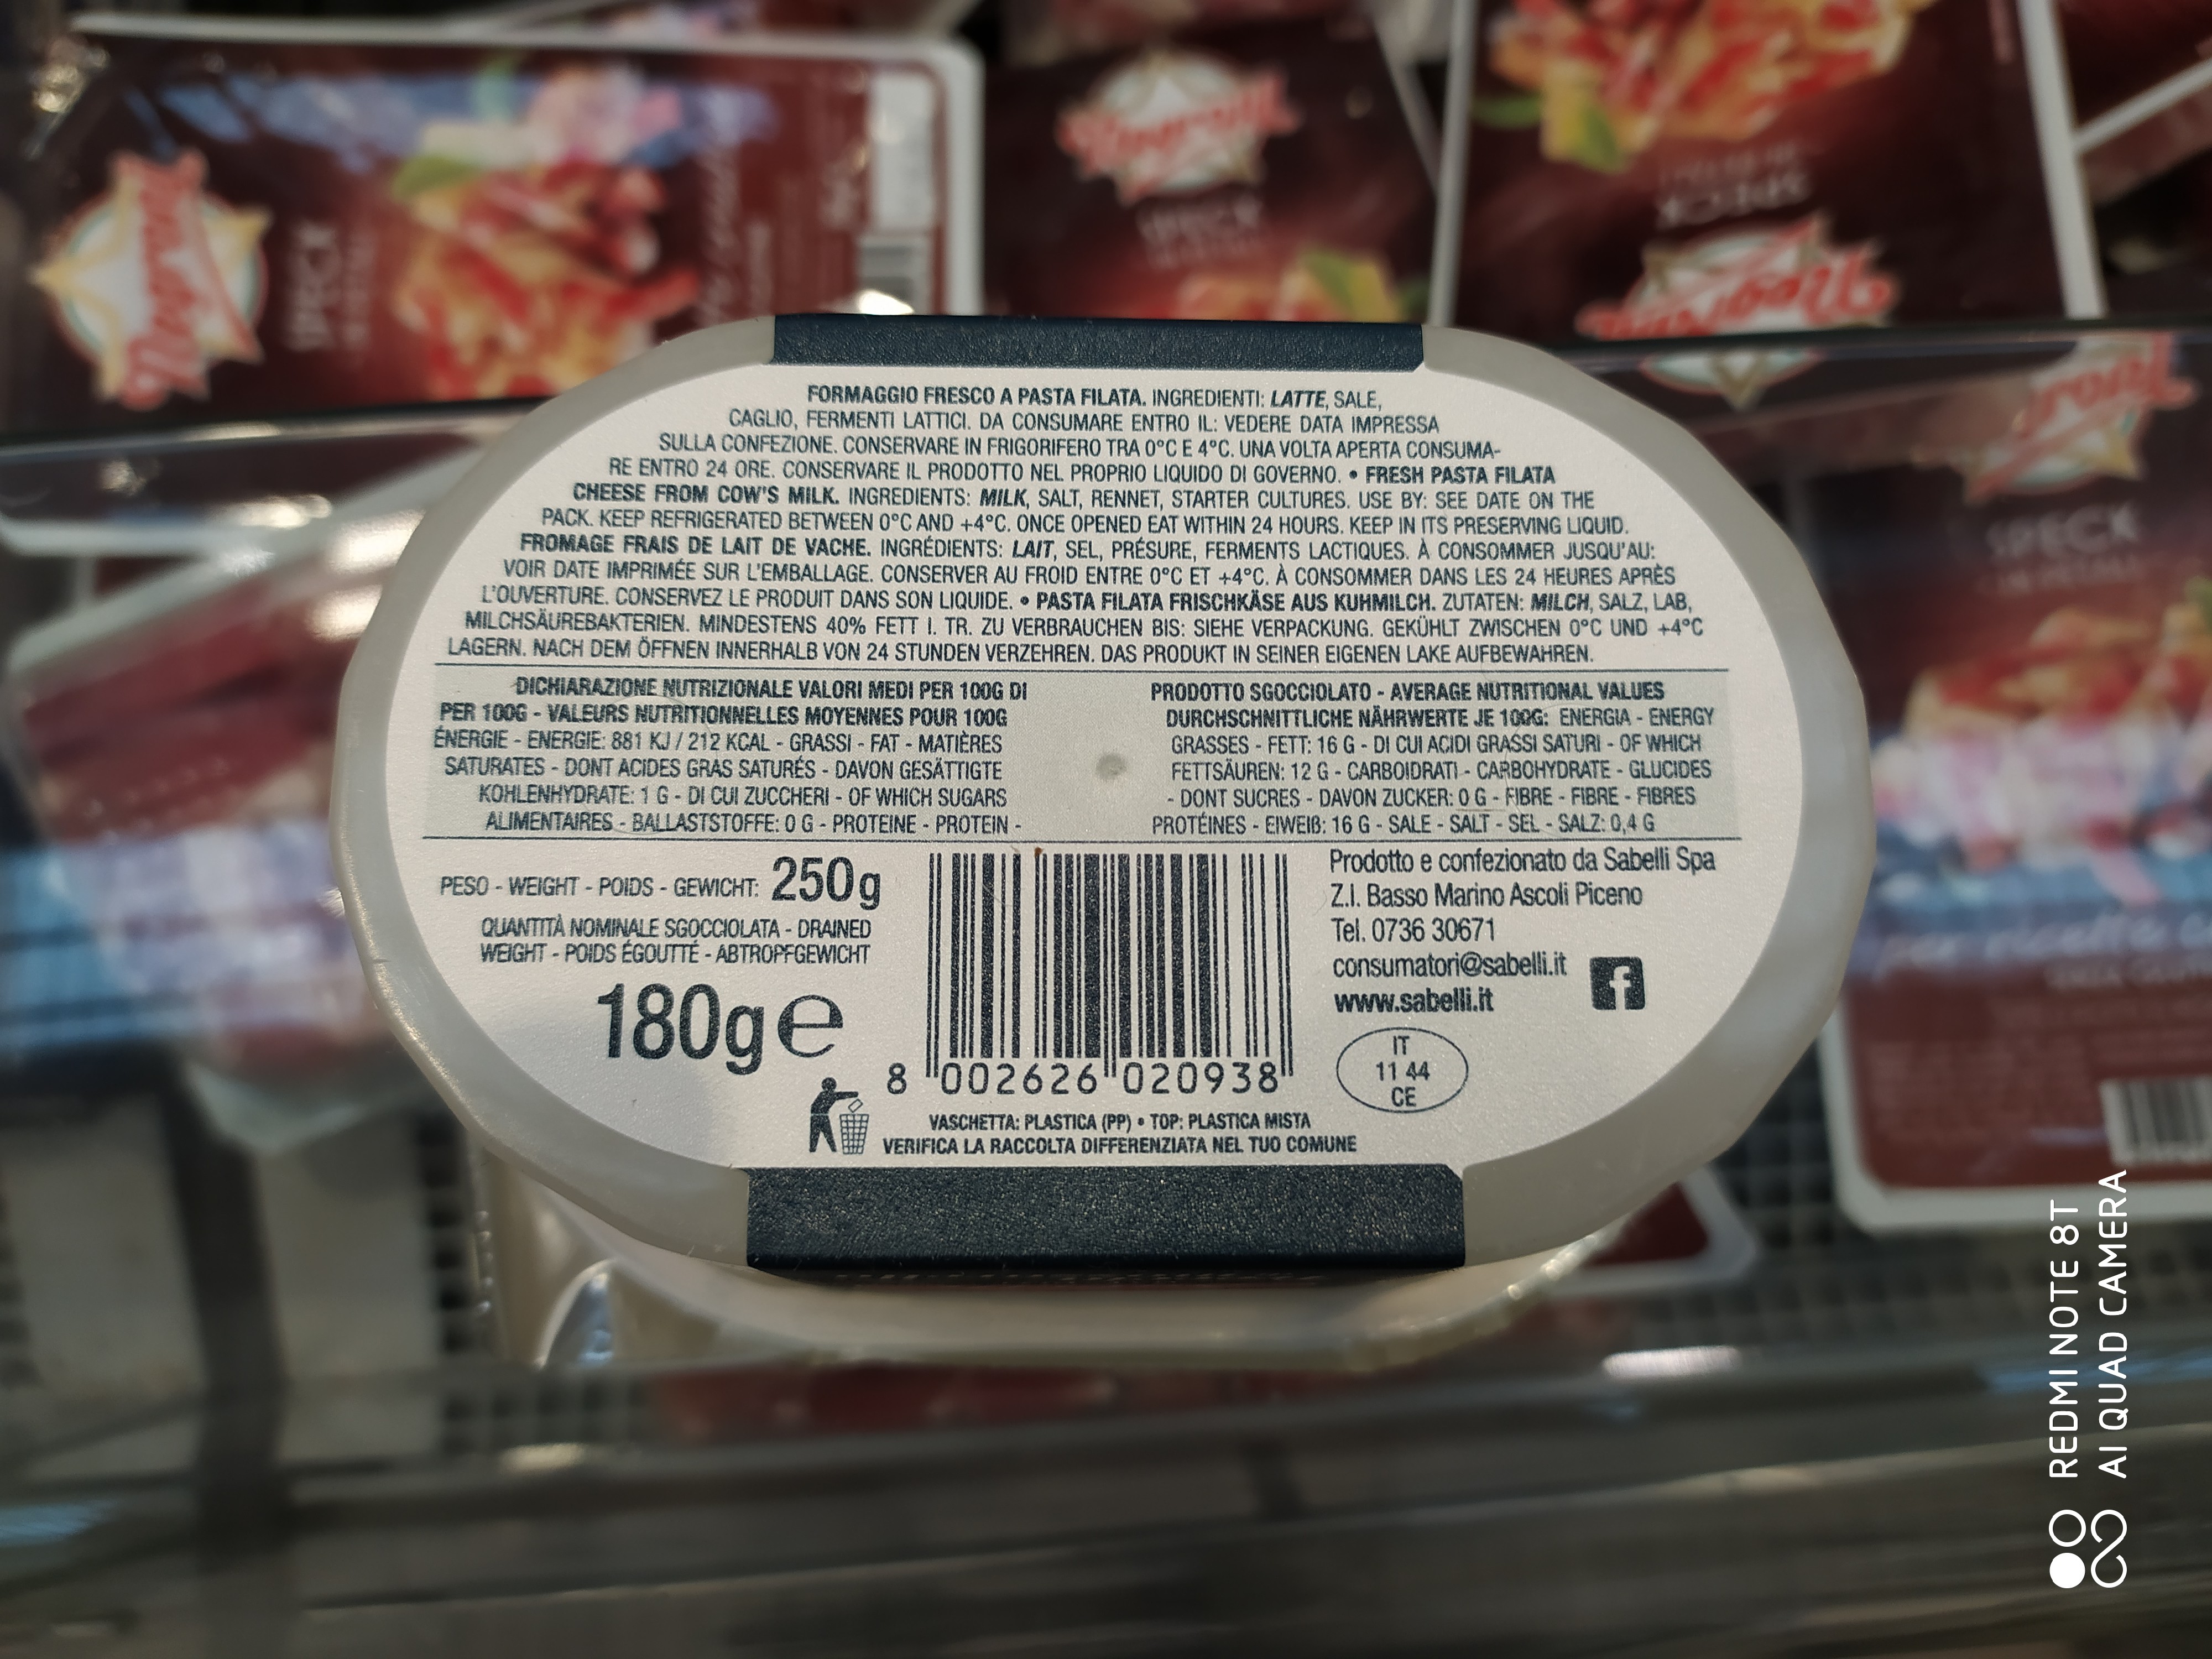 FORMAGGIO FRESCO A PASTA FILATA. INGREDIENTI: LATTE, SALE,
CAGLIO, FERMENTI LATTICI. DA CONSUMARE ENTRO IL: VEDERE DATA IMPRESSA
SULLA CONFEZIONE. CONSERVARE IN FRIGORIFERO TRA 0°C E 4°C. UNA VOLTA APERTA CONSUMA-
RE ENTRO 24 ORE. CONSERVARE IL PRODOTTO NEL PROPRIO LIQUIDO DI GOVERNO. • FRESH PASTA FILATA
CHEESE FROM COW'S MILK. INGREDIENTS: MILK, SALT, RENNET, STARTER CULTURES. USE BY: SEE DATE ON THE
PACK. KEEP REFRIGERATED BETWEEN 0°C AND +4°C. ONCE OPENED EAT WITHIN 24 HOURS. KEEP IN ITS PRESERVING LIQUID.
FROMAGE FRAIS DE LAIT DE VACHE. INGRÉDIENTS: LAIT, SEL, PRÉSURE, FERMENTS LACTIQUES. À CONSOMMER JUSQU'AU:
VOIR DATE IMPRIMÉE SUR L'EMBALLAGE. CONSERVER AU FROID ENTRE 0°C ET +4°C. À CONSOMMER DANS LES 24 HEURES APRÈS
L'OUVERTURE. CONSERVEZ LE PRODUIT DANS SON LIQUIDE. • PASTA FILATA FRISCHKÄSE AUS KUHMILCH. ZUTATEN: MILCH, SALZ, LAB,
MILCHSÄUREBAKTERIEN. MINDESTENS 40% FETT I. TR. ZU VERBRAUCHEN BIS: SIEHE VERPACKUNG. GEKÜHLT ZWISCHEN 0°C UND +4°C
LAGERN. NACH DEM ÖFFNEN INNERHALB VON 24 STUNDEN VERZEHREN. DAS PRODUKT IN SEINER EIGENEN LAKE AUFBEWAHREN.
DICHIARAZIONE NUTRIZIONALE VALORI MEDI PER 100G DI PRODOTTO SGOCCIOLATO - AVERAGE NUTRITIONAL VALUES
PER 100G - VALEURS NUTRITIONNELLES MOYENNES POUR 100G DURCHSCHNITTLICHE NÄHRWERTE JE 100G: ENERGIA - ENERGY
ÉNERGIE - ENERGIE: 881 KJ / 212 KCAL - GRASSI - FAT - MATIÈRES GRASSES - FETT: 16 G - DI CUI ACIDI GRASSI SATURI - OF WHICH
SATURATES - DONT ACIDES GRAS SATURÉS - DAVON GESÄTTIGTE FETTSÄUREN: 12 G - CARBOIDRATI - CARBOHYDRATE - GLUCIDES
KOHLENHYDRATE: 1 G - DI CUI ZUCCHERI - OF WHICH SUGARS - DONT SUCRES - DAVON ZUCKER: 0 G - FIBRE - FIBRE - FIBRES
ALIMENTAIRES - BALLASTSTOFFE: 0 G - PROTEINE - PROTEIN - PROTÉINES - EIWEIß: 16 G - SALE - SALT - SEL - SALZ: 0,4 G
PESO - WEIGHT - POIDS - GEWICHT: 250g
QUANTITÀ NOMINALE SGOCCIOLATA - DRAINED
WEIGHT - POIDS ÉGOUTTÉ - ABTROPFGEWICHT
180g e
8 002626 020938
Prodotto e confezionato da Sabelli Spa
Z.I. Basso Marino Ascoli Piceno
Tel. 0736 30671
consumatori@sabelli.it
www.sabelli.it
IT
11 44
CE
VASCHETTA: PLASTICA (PP) • TOP: PLASTICA MISTA
VERIFICA LA RACCOLTA DIFFERENZIATA NEL TUO COMUNE
Negroni
SPECK
Negroni
SPECK
SPECK
Negroni
Negroni
SPECK
REDMI NOTE 8T
AI QUAD CAMERA